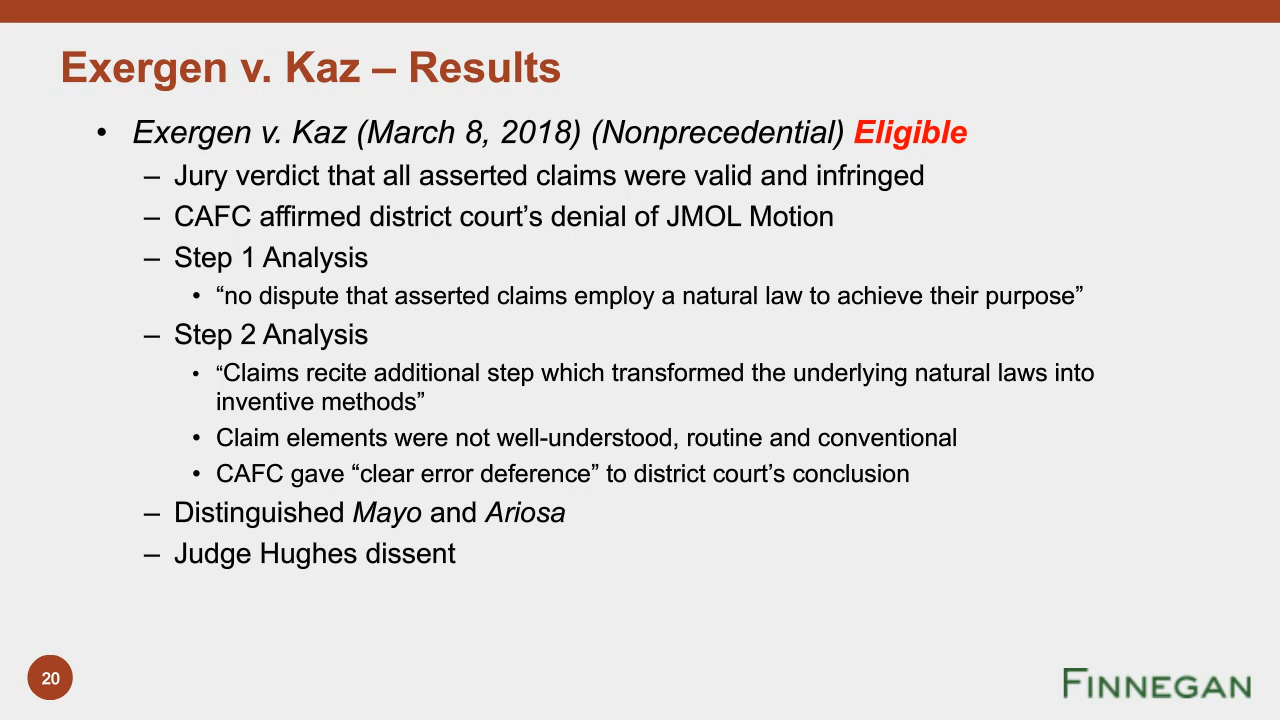 Exergen v. Kaz – Results
• Exergen v. Kaz (March 8, 2018) (Nonprecedential) Eligible
– Jury verdict that all asserted claims were valid and infringed
– CAFC affirmed district court’s denial of JMOL Motion
– Step 1 Analysis
• “no dispute that asserted claims employ a natural law to achieve their purpose”
– Step 2 Analysis
• “Claims recite additional step which transformed the underlying natural laws into
inventive methods”
• Claim elements were not well-understood, routine and conventional
• CAFC gave “clear error deference” to district court’s conclusion
– Distinguished Mayo and Ariosa
– Judge Hughes dissent
20
FINNEGAN